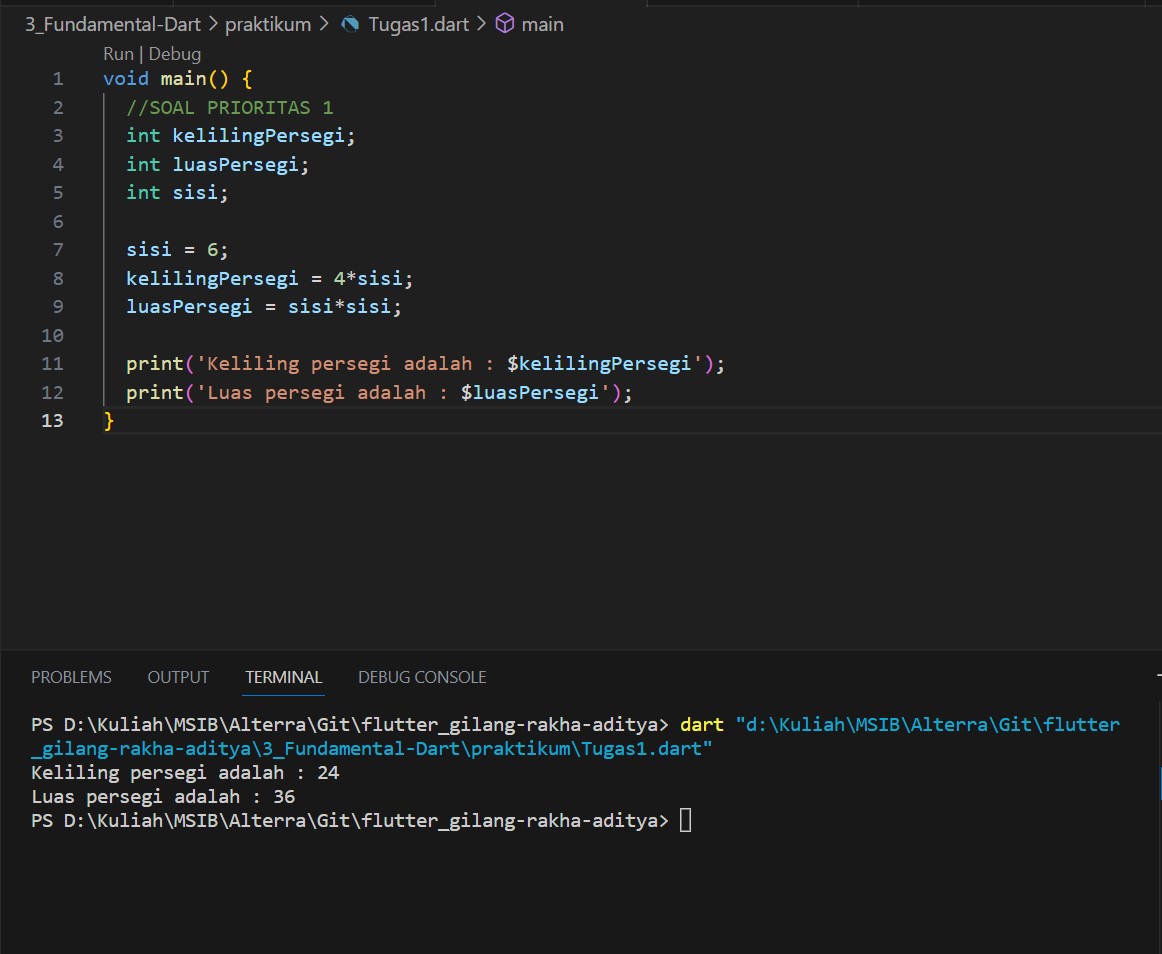 3_Fundamental-Dart > praktikum > Tugas1.dart > main
Run | Debug
1 void main() {
2 //SOAL PRIORITAS 1
3 int kelilingPersegi;
4 int luasPersegi;
5 int sisi;
6
7 sisi = 6;
8 kelilingPersegi = 4*sisi;
9 luasPersegi = sisi*sisi;
10
11 print('Keliling persegi adalah : $kelilingPersegi');
12 print('Luas persegi adalah : $luasPersegi');
13 }
PROBLEMS OUTPUT TERMINAL DEBUG CONSOLE
PS D:\Kuliah\MSIB\Alterra\Git\flutter_gilang-rakha-aditya> dart "d:\Kuliah\MSIB\Alterra\Git\flutter
_gilang-rakha-aditya\3_Fundamental-Dart\praktikum\Tugas1.dart"
Keliling persegi adalah : 24
Luas persegi adalah : 36
PS D:\Kuliah\MSIB\Alterra\Git\flutter_gilang-rakha-aditya>